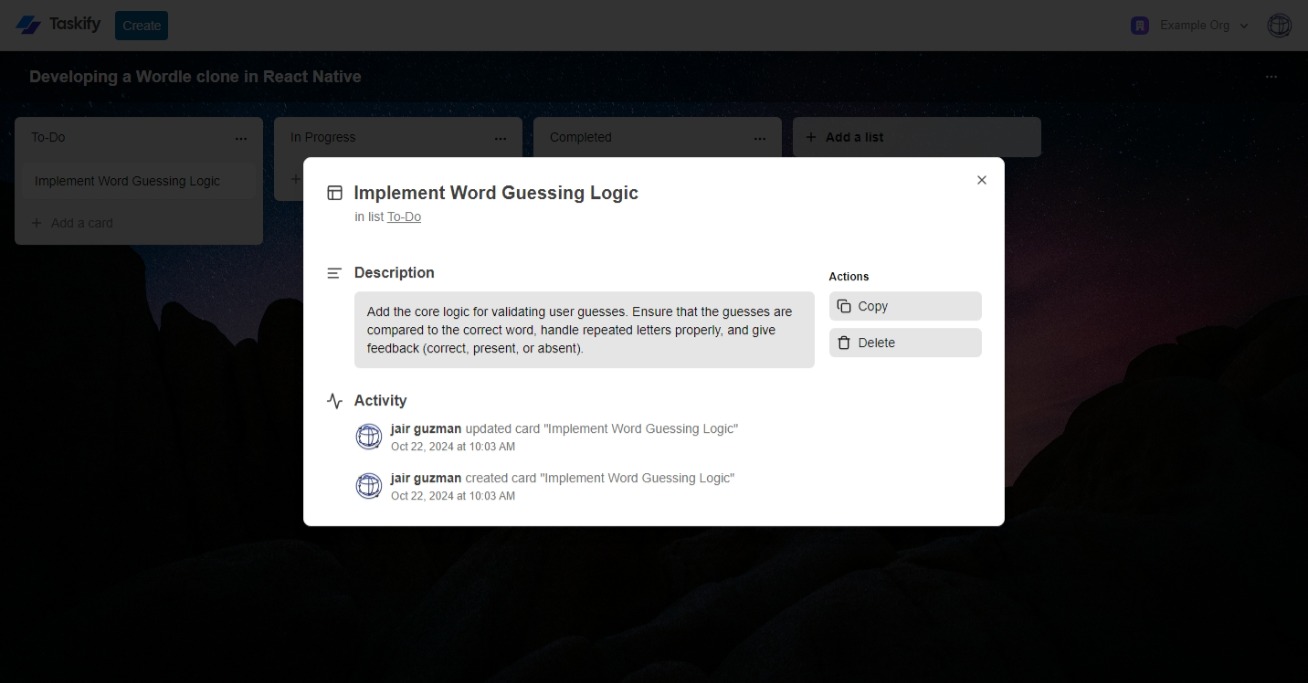 Taskify
Create
Example Org
Developing a Wordle clone in React Native
...
To-Do
...
In Progress
...
Completed
...
+ Add a list
Implement Word Guessing Logic
+ Add a card
+
Implement Word Guessing Logic
in list To-Do
Description
Add the core logic for validating user guesses. Ensure that the guesses are
compared to the correct word, handle repeated letters properly, and give
feedback (correct, present, or absent).
Actions
Copy
Delete
Activity
jair guzman updated card "Implement Word Guessing Logic"
Oct 22, 2024 at 10:03 AM
jair guzman created card "Implement Word Guessing Logic"
Oct 22, 2024 at 10:03 AM